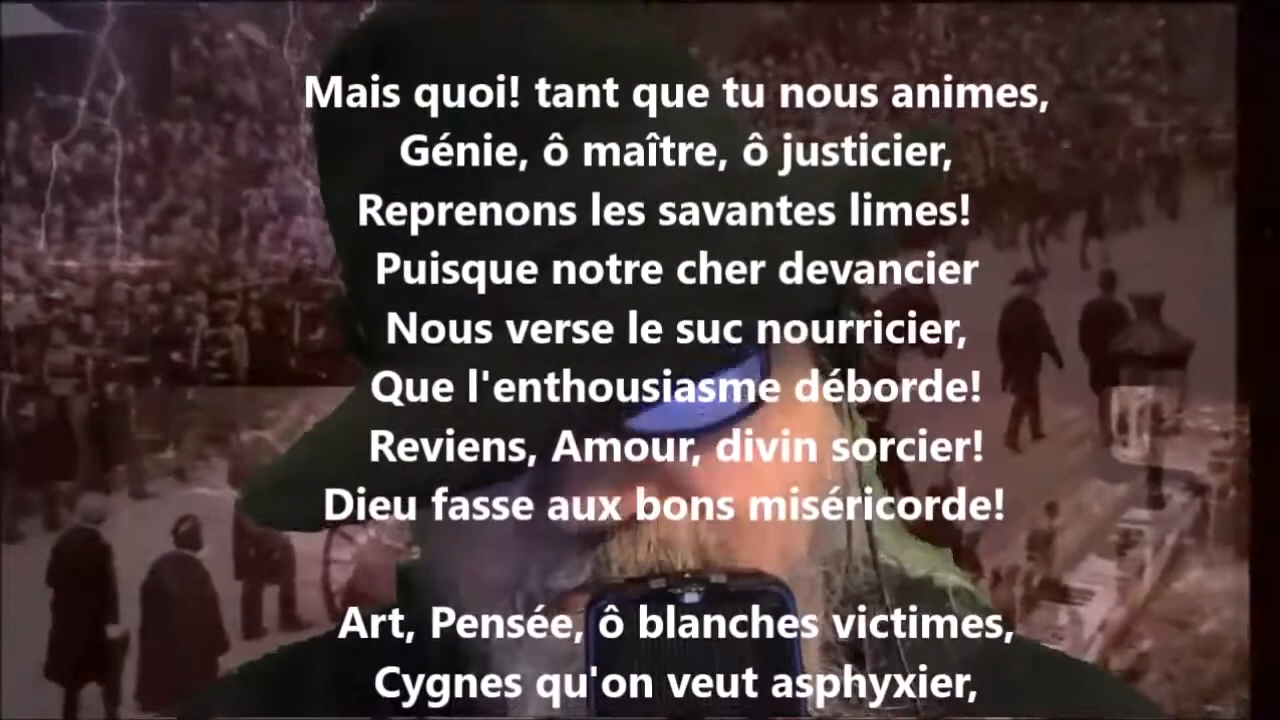 Mais quoi! tant que tu nous animes,
Génie, ô maître, ô justicier,
Reprenons les savantes limes!
Puisque notre cher devancier
Nous verse le suc nourricier,
Que l'enthousiasme déborde!
Reviens, Amour, divin sorcier!
Dieu fasse aux bons miséricorde!
Art, Pensée, ô blanches victimes,
Cygnes qu'on veut asphyxier,